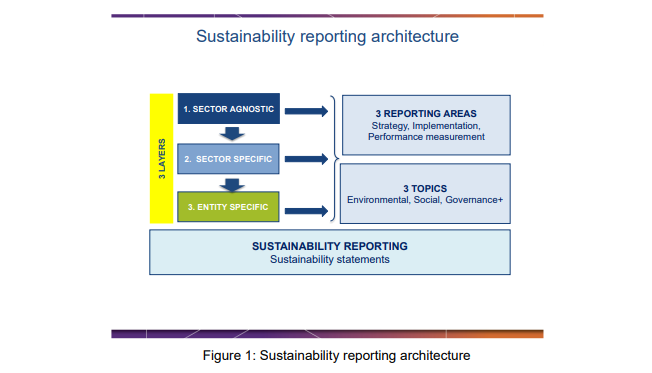 Sustainability reporting architecture
3 LAYERS
1. SECTOR AGNOSTIC
2. SECTOR SPECIFIC
3. ENTITY SPECIFIC
3 REPORTING AREAS
Strategy, Implementation,
Performance measurement
3 TOPICS
Environmental, Social, Governance+
SUSTAINABILITY REPORTING
Sustainability statements
Figure 1: Sustainability reporting architecture